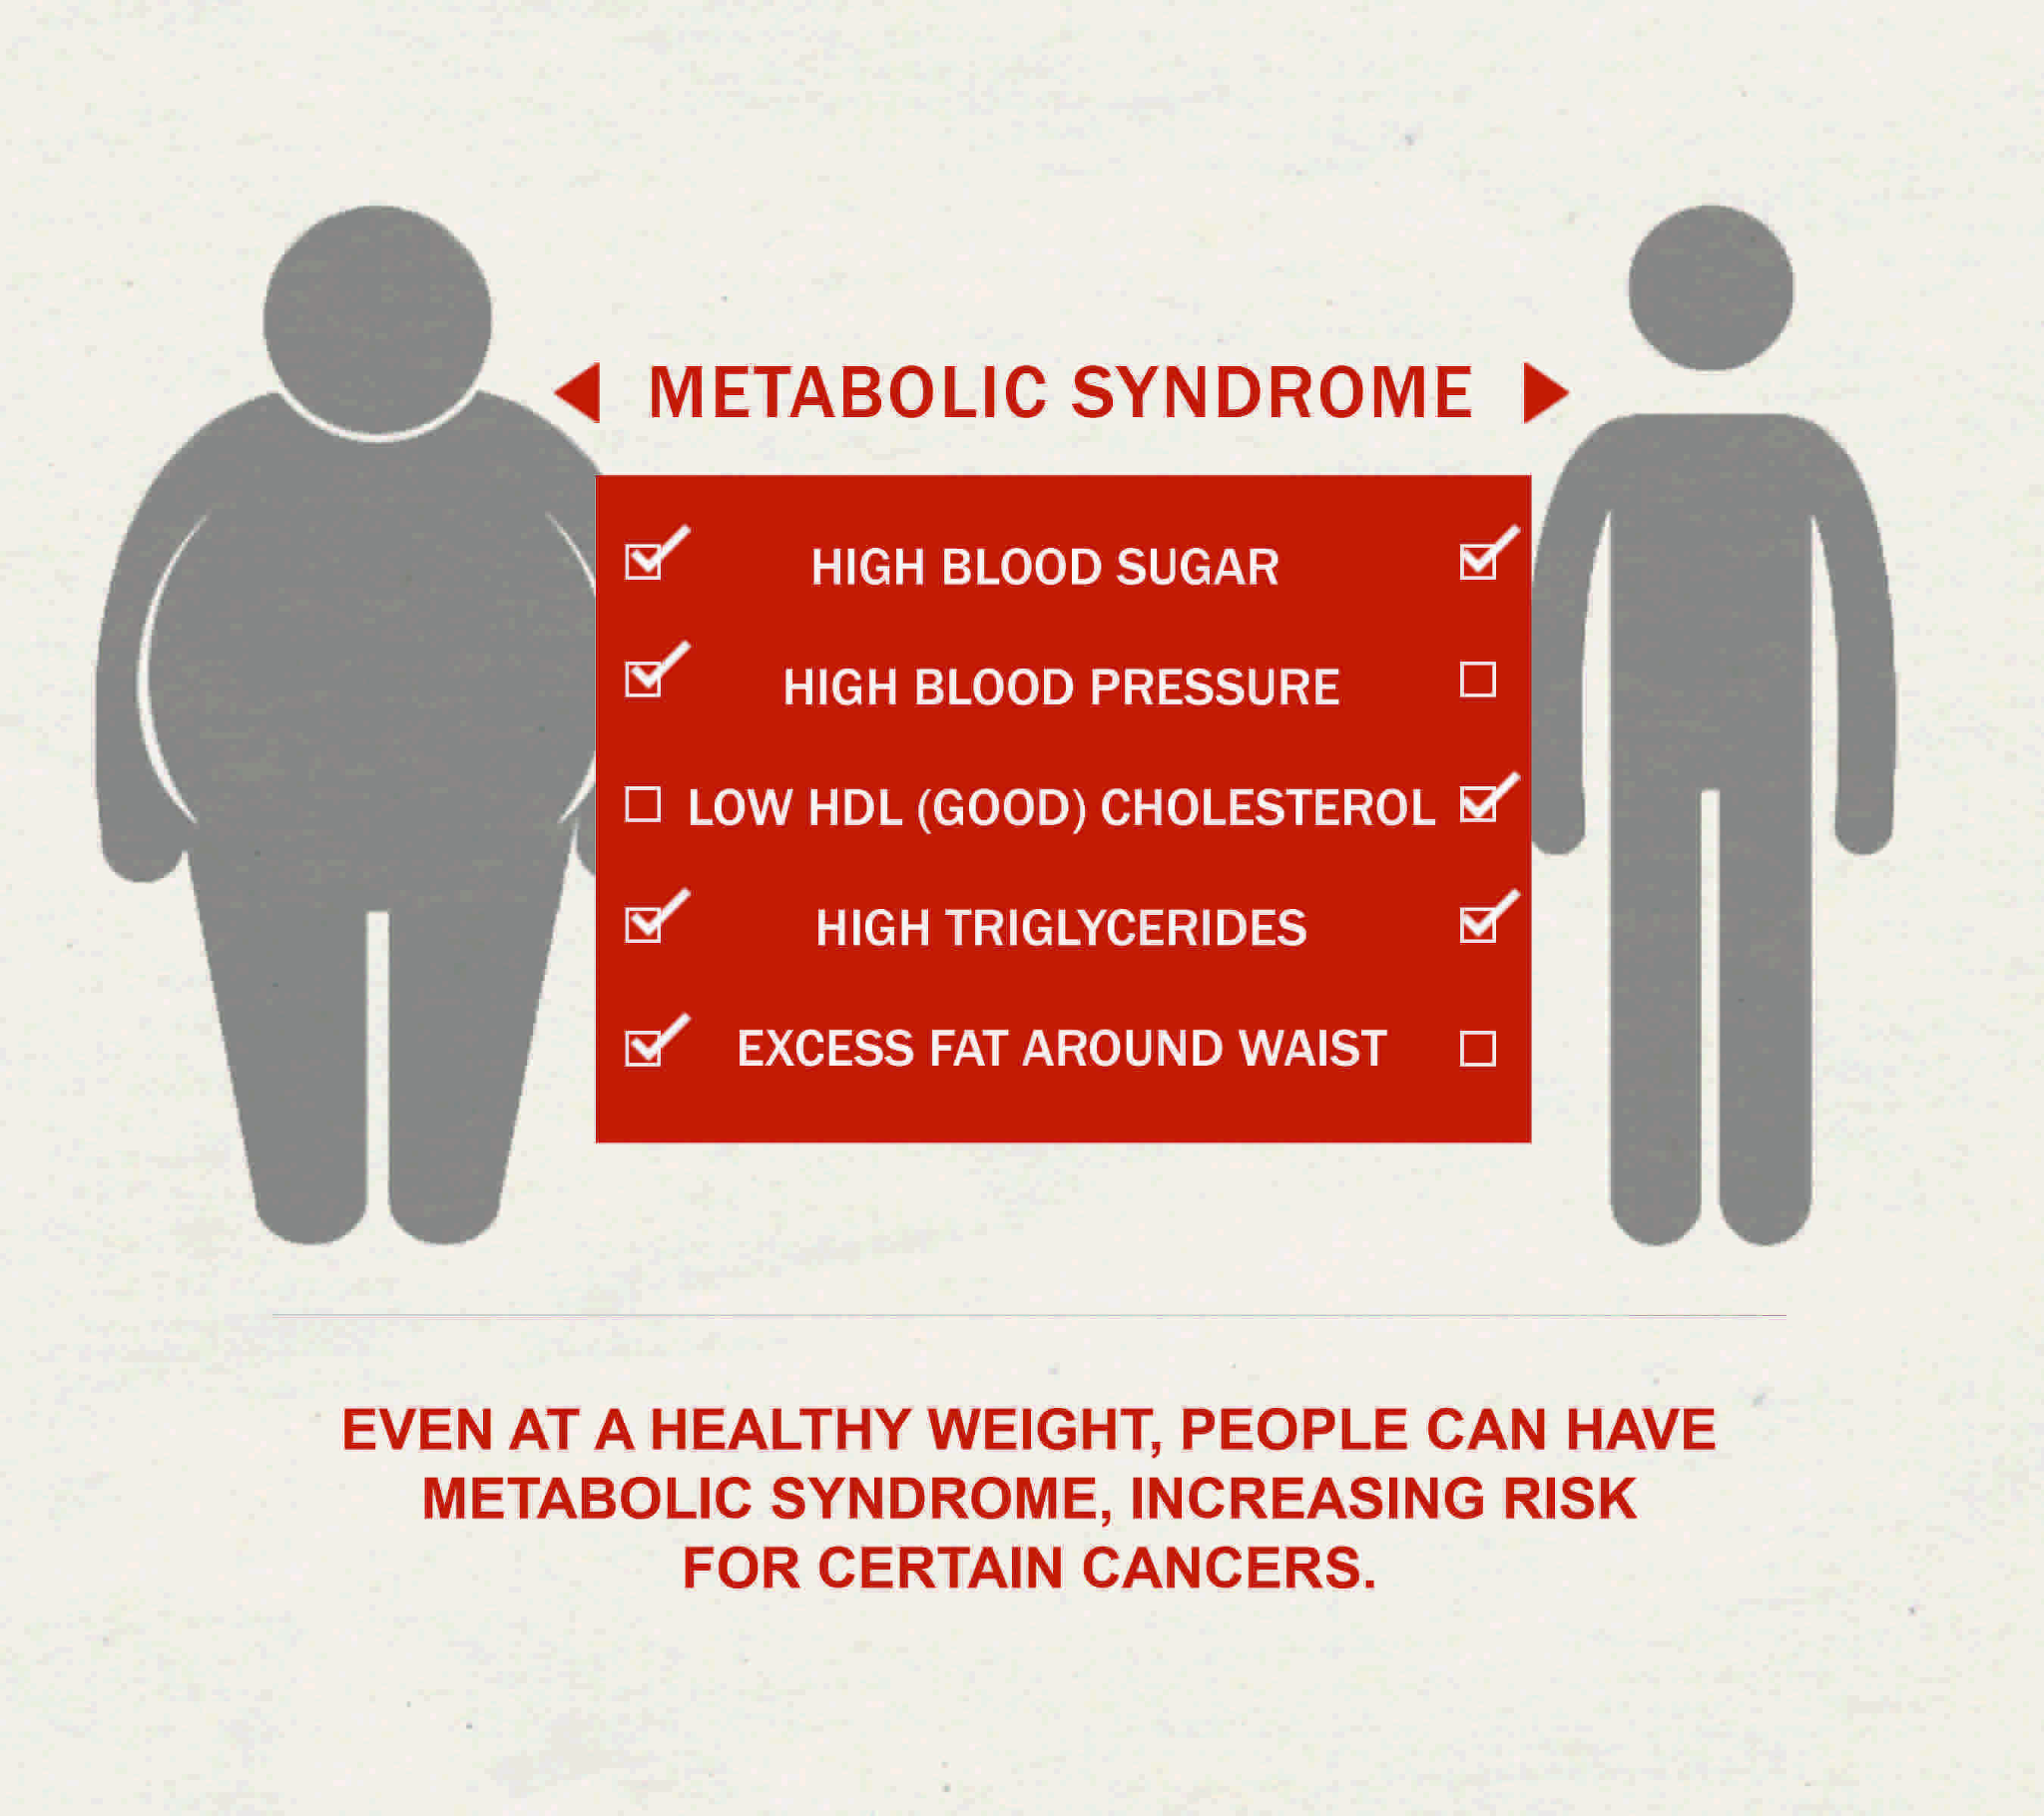 METABOLIC SYNDROME
HIGH BLOOD SUGAR
HIGH BLOOD PRESSURE
LOW HDL (GOOD) CHOLESTEROL
HIGH TRIGLYCERIDES
EXCESS FAT AROUND WAIST
EVEN AT A HEALTHY WEIGHT, PEOPLE CAN HAVE
METABOLIC SYNDROME, INCREASING RISK
FOR CERTAIN CANCERS.